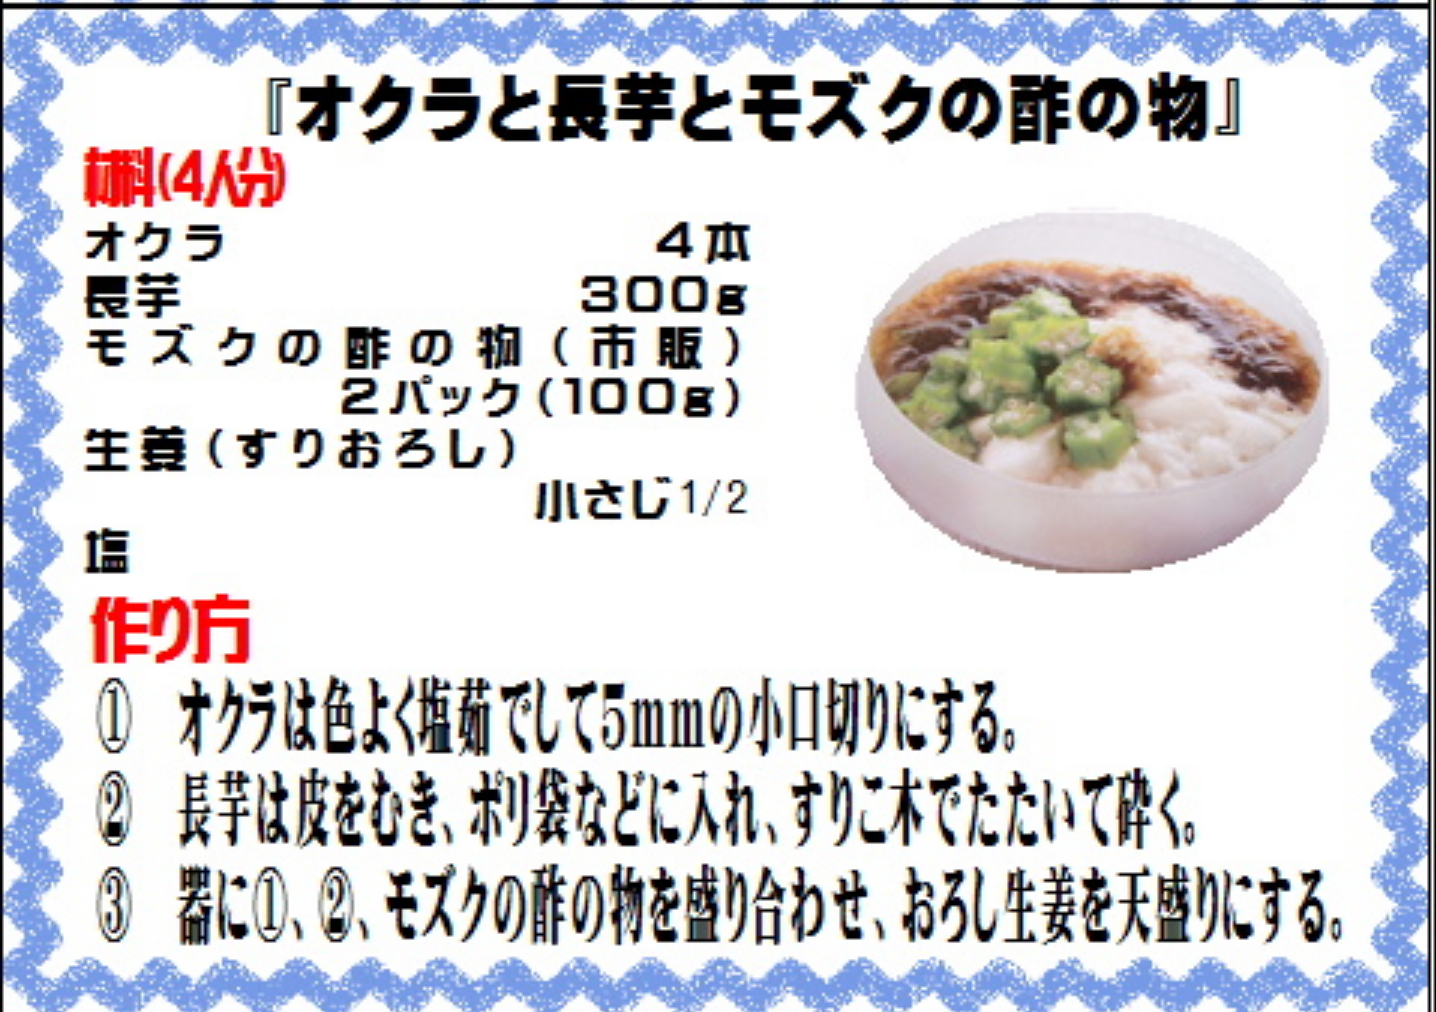 『オクラと長芋とモズクの酢の物』
材料(4人分)
オクラ 4本
長芋 300g
モズクの酢の物(市販)
2パック(100g)
生姜(すりおろし)
小さじ1/2
塩
作り方
① オクラは色よく塩茹でして5mmの小口切りにする。
② 長芋は皮をむき、ポリ袋などに入れ、すりこ木でたたいて砕く。
③ 器に①、②、モズクの酢の物を盛り合わせ、おろし生姜を天盛りにする。